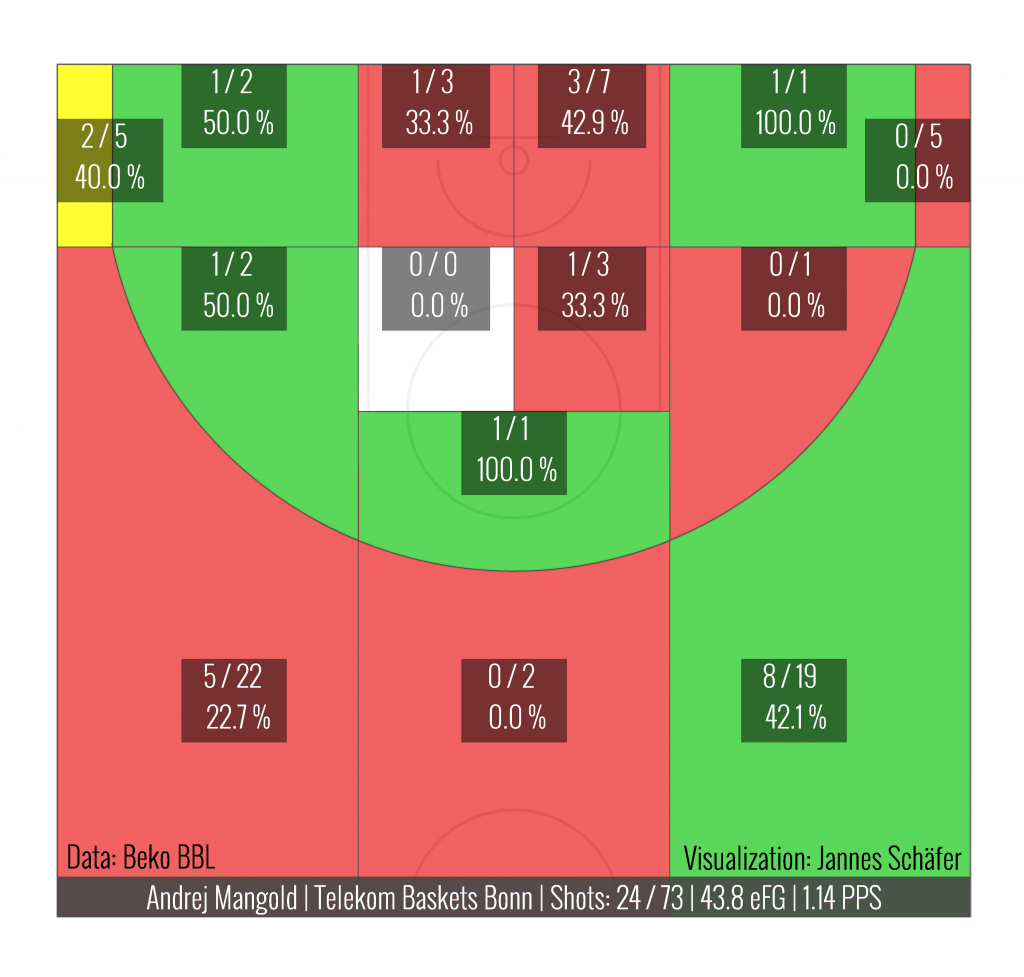 1 / 2
50.0 %
1 / 3
33.3 %
3 / 7
42.9 %
1 / 1
100.0 %
2 / 5
40.0 %
0 / 5
0.0 %
1 / 2
50.0 %
0 / 0
0.0 %
1 / 3
33.3 %
0 / 1
0.0 %
1 / 1
100.0 %
5 / 22
22.7 %
0 / 2
0.0 %
8 / 19
42.1 %
Data: Beko BBL
Visualization: Jannes Schäfer
Andrej Mangold | Telekom Baskets Bonn | Shots: 24 / 73 | 43.8 eFG | 1.14 PPS